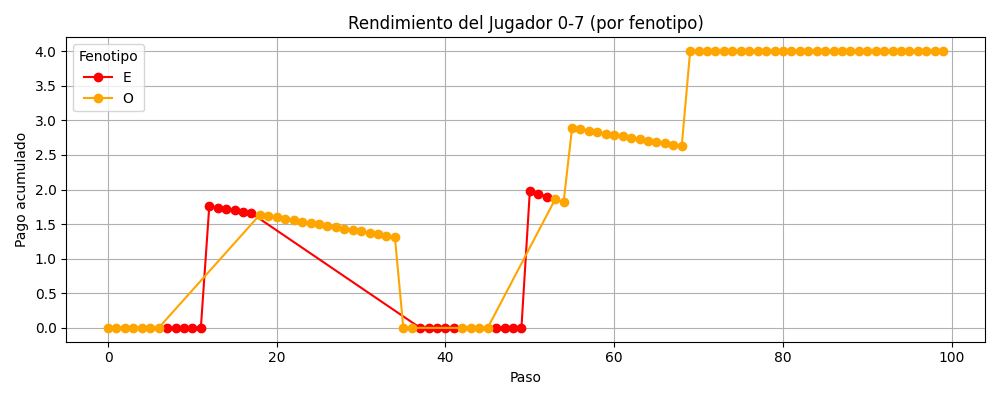 Rendimiento del Jugador 0-7 (por fenotipo)
Fenotipo
E
O
4.0
3.5
3.0
2.5
2.0
1.5
1.0
0.5
0.0
Pago acumulado
0 20 40 60 80 100
Paso